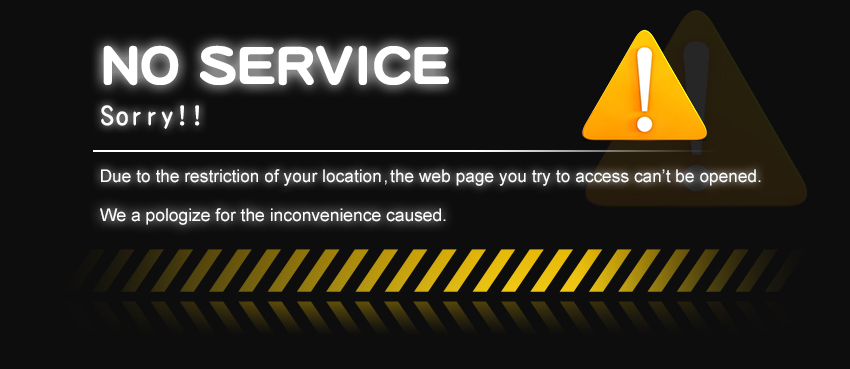 NO SERVICE
Sorry!!
Due to the restriction of your location,the web page you try to access can't be opened.
We a pologize for the inconvenience caused.